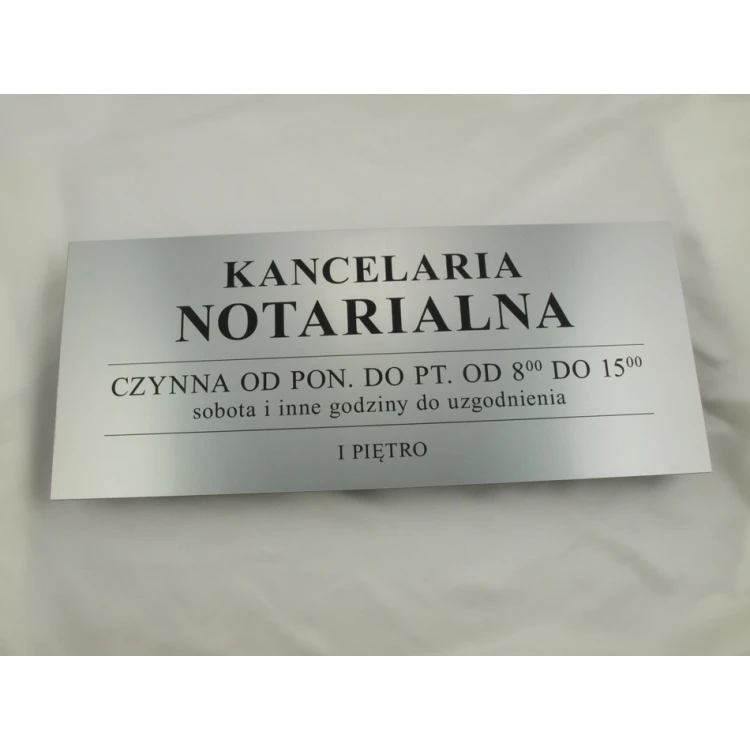 KANCELARIA
NOTARIALNA
CZYNNA OD PON. DO PT. OD 8⁰⁰ DO 15⁰⁰
sobota i inne godziny do uzgodnienia
I PIĘTRO